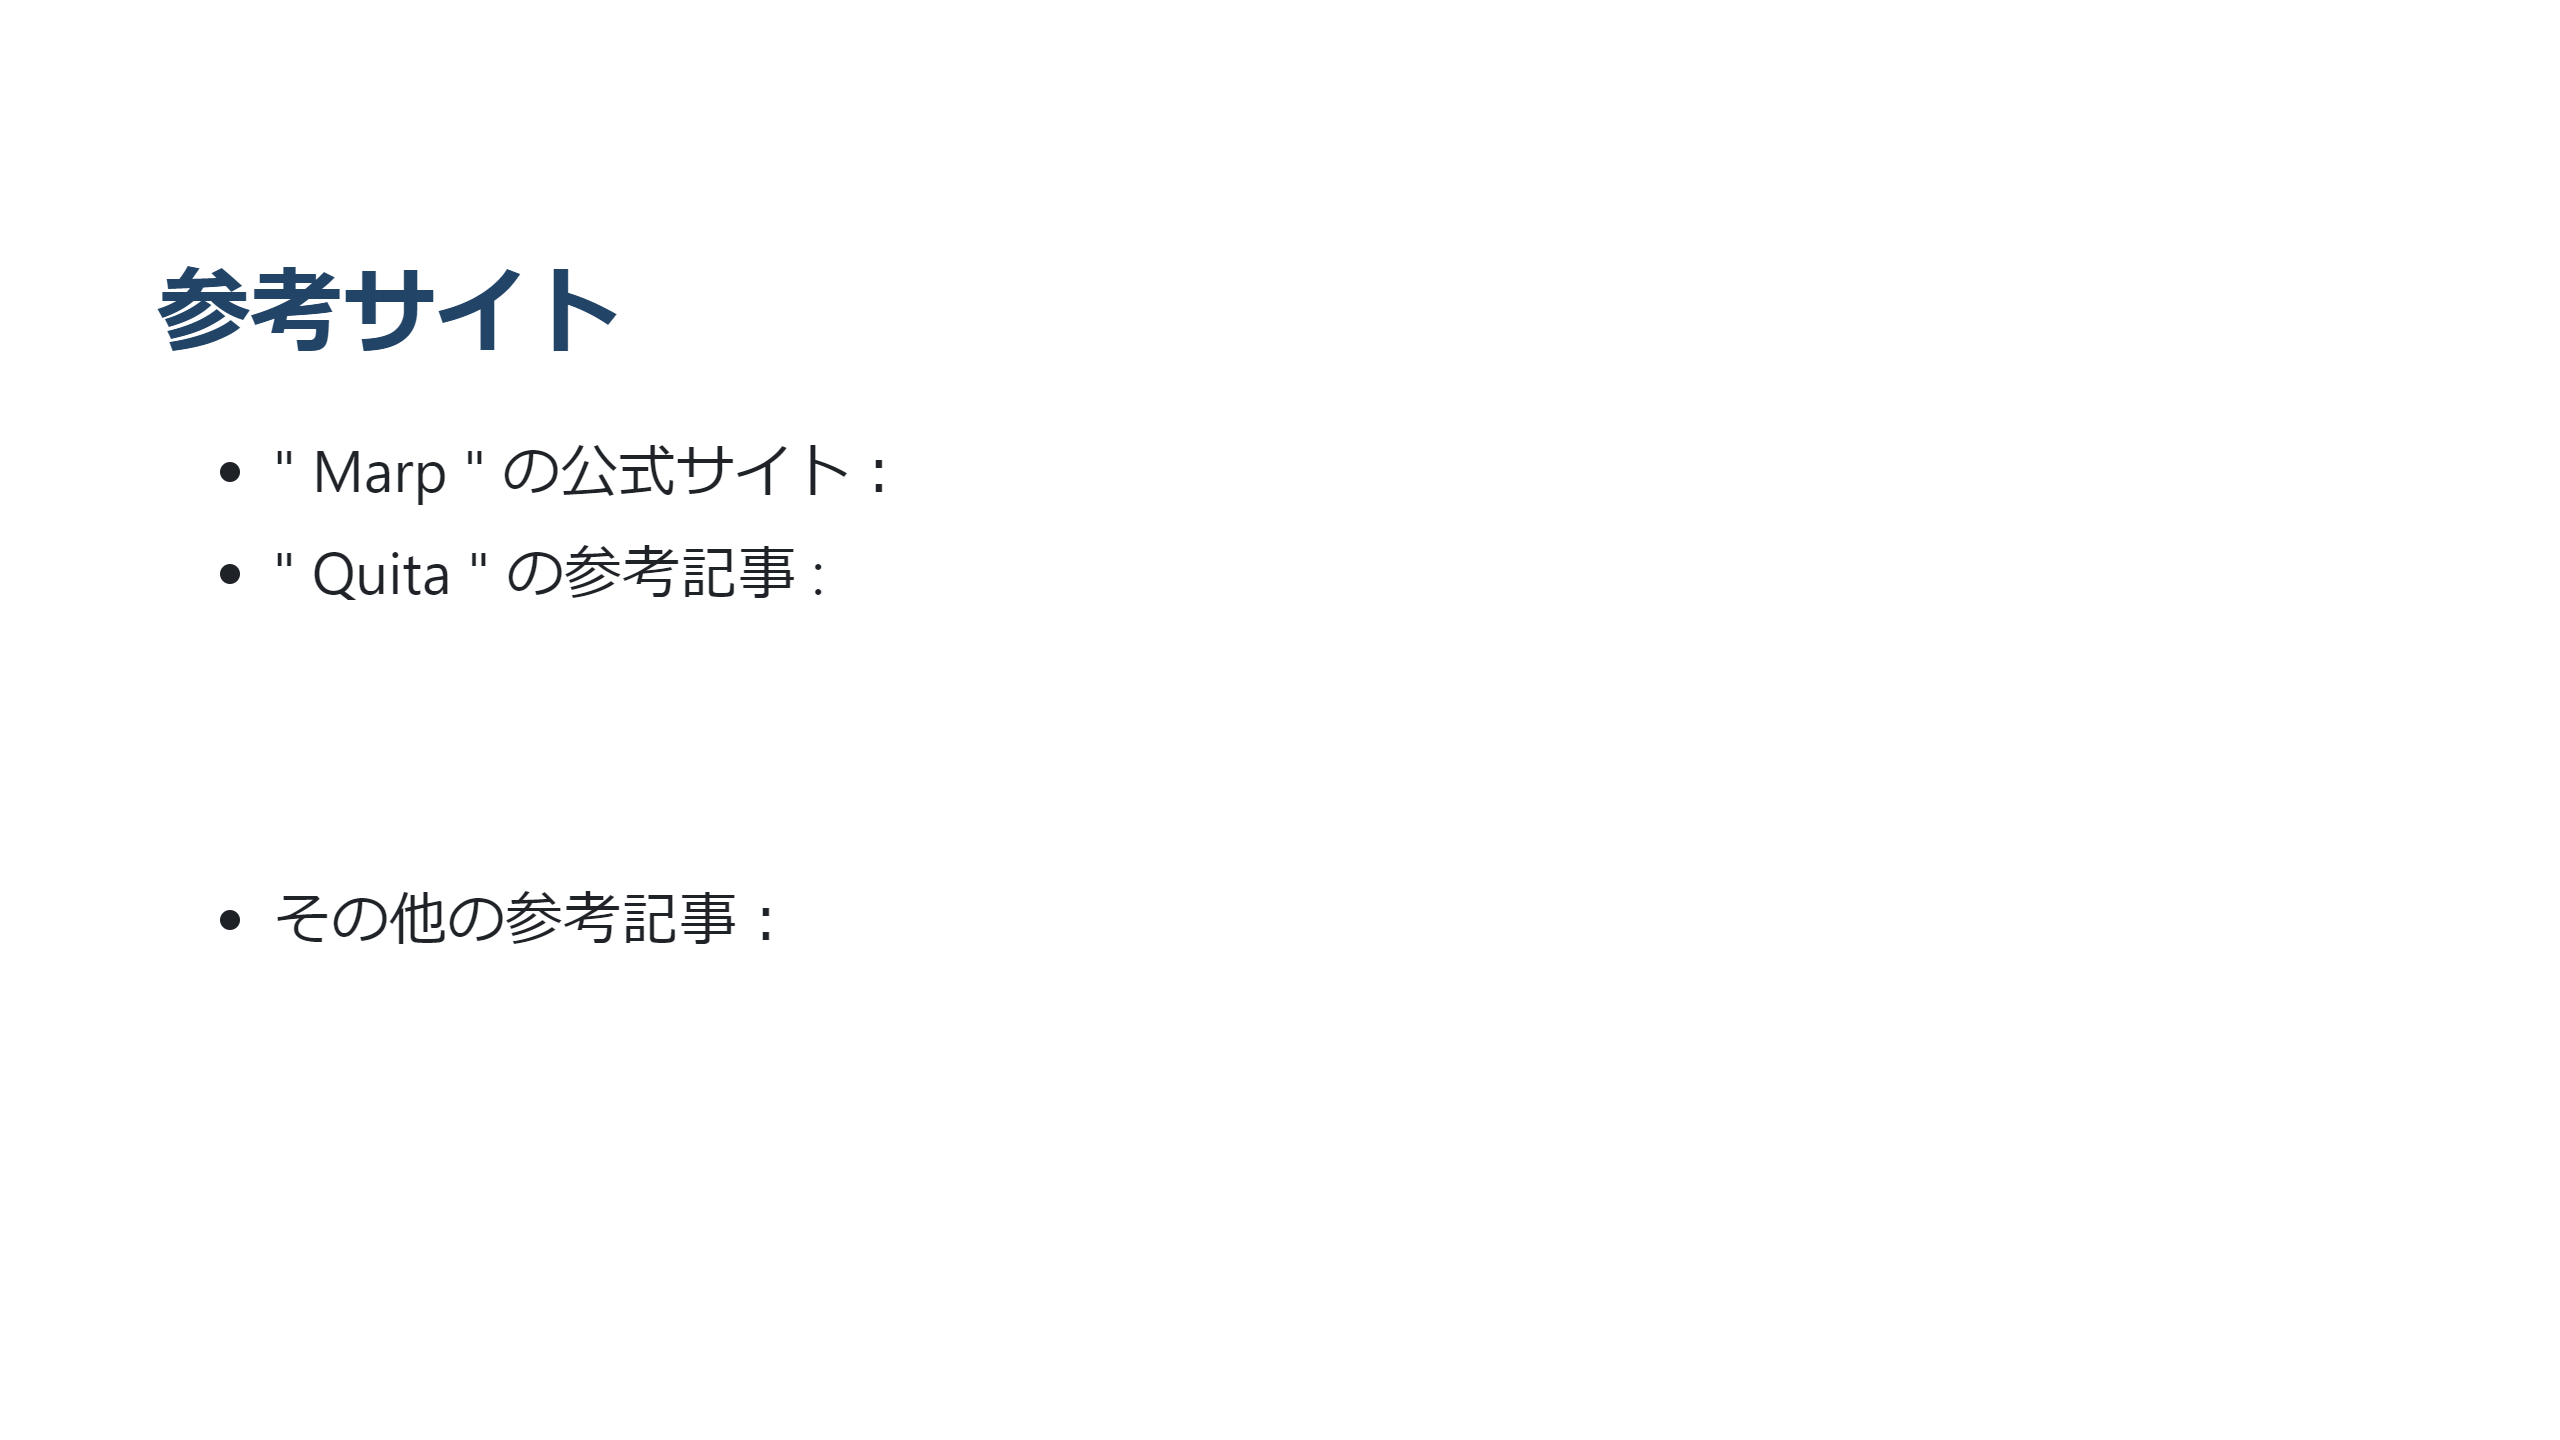 参考サイト
" Marp " の公式サイト：
" Quita " の参考記事 :
その他の参考記事：